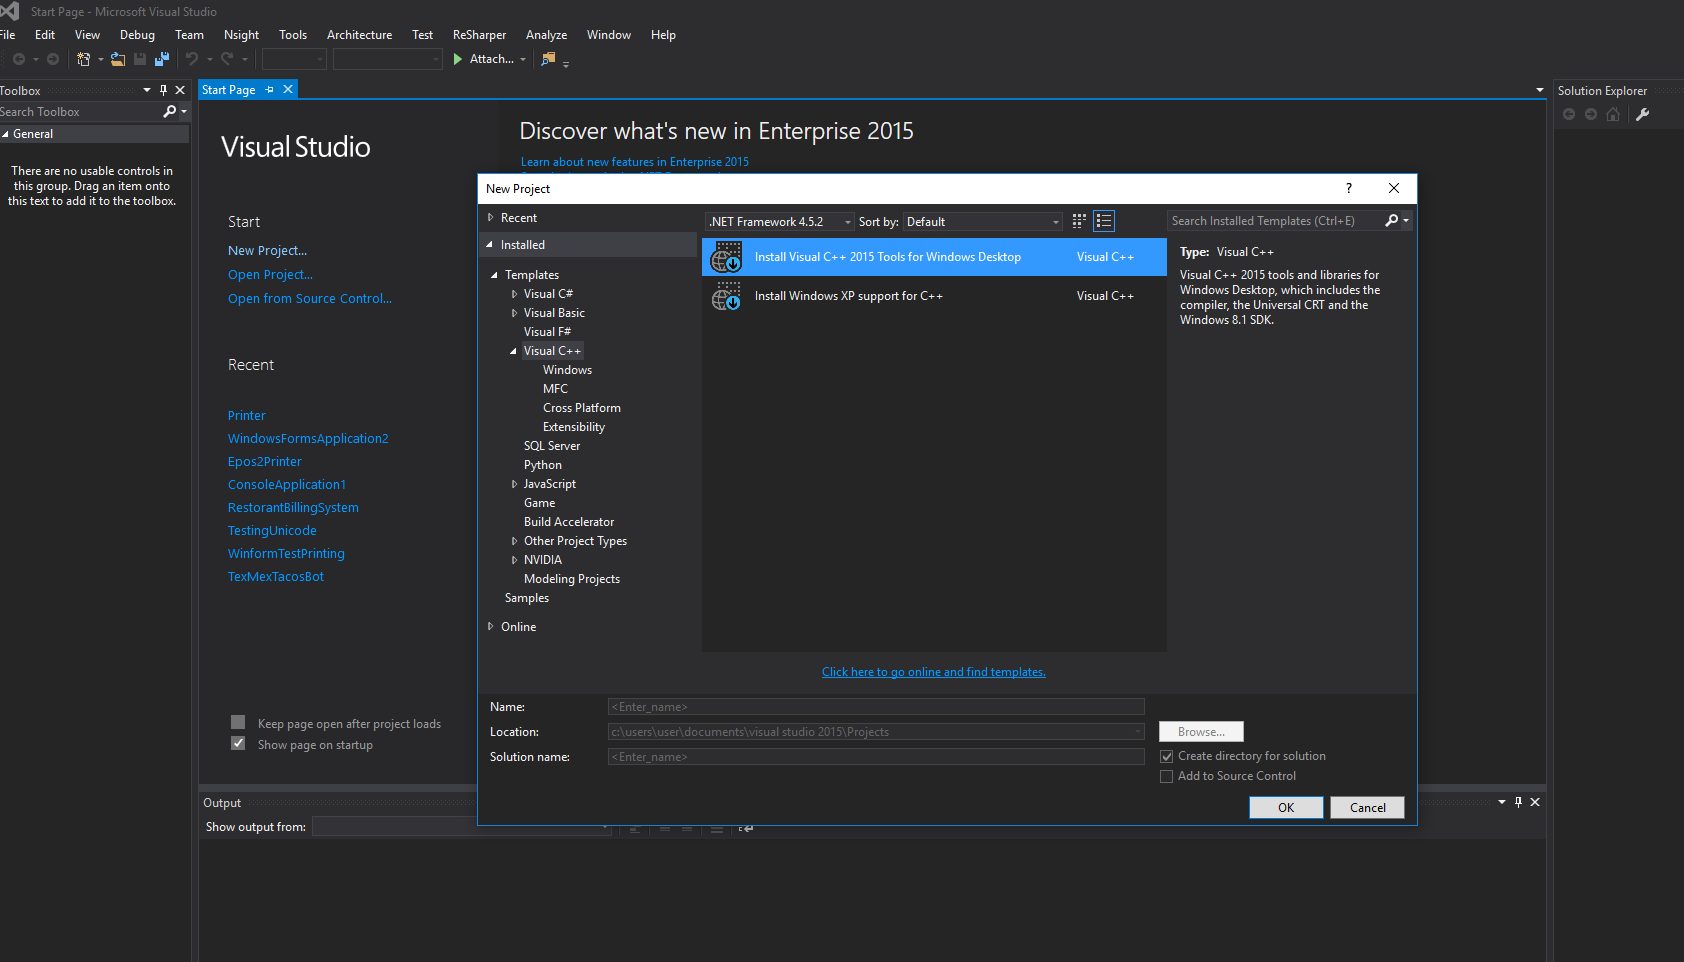 Start Page - Microsoft Visual Studio
File Edit View Debug Team Nsight Tools Architecture Test ReSharper Analyze Window Help
Attach...
Toolbox
Search Toolbox
General
There are no usable controls in
this group. Drag an item onto
this text to add it to the toolbox.
Start Page
Visual Studio
Start
New Project...
Open Project...
Open from Source Control...
Recent
Printer
WindowsFormsApplication2
Epos2Printer
ConsoleApplication1
RestorantBillingSystem
TestingUnicode
WinformTestPrinting
TexMexTacosBot
Keep page open after project loads
Show page on startup
Discover what's new in Enterprise 2015
Learn about new features in Enterprise 2015
New Project
?
Recent
Installed
Templates
Visual C#
Visual Basic
Visual F#
Visual C++
Windows
MFC
Cross Platform
Extensibility
SQL Server
Python
JavaScript
Game
Build Accelerator
Other Project Types
NVIDIA
Modeling Projects
Samples
Online
.NET Framework 4.5.2 Sort by: Default
Search Installed Templates (Ctrl+E)
Install Visual C++ 2015 Tools for Windows Desktop Visual C++
Install Windows XP support for C++ Visual C++
Type: Visual C++
Visual C++ 2015 tools and libraries for
Windows Desktop, which includes the
compiler, the Universal CRT and the
Windows 8.1 SDK.
Click here to go online and find templates.
Name: <Enter_name>
Location: c:\users\user\documents\visual studio 2015\Projects Browse...
Solution name: <Enter_name>
Create directory for solution
Add to Source Control
OK Cancel
Output
Show output from:
Solution Explorer